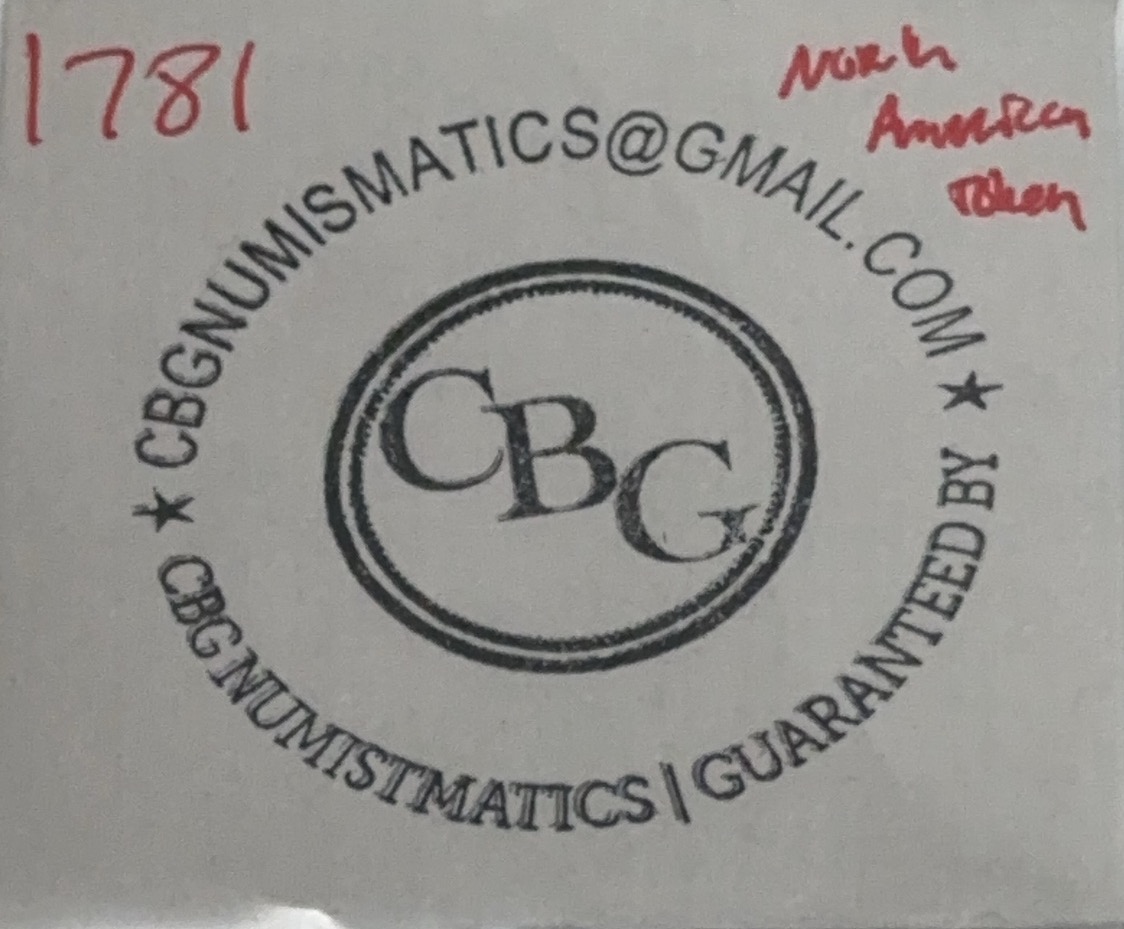 1781
North
American
Token
★ CBGNUMISMATICS@GMAIL.COM ★
CBG
CBG NUMISTMATICS | GUARANTEED BY